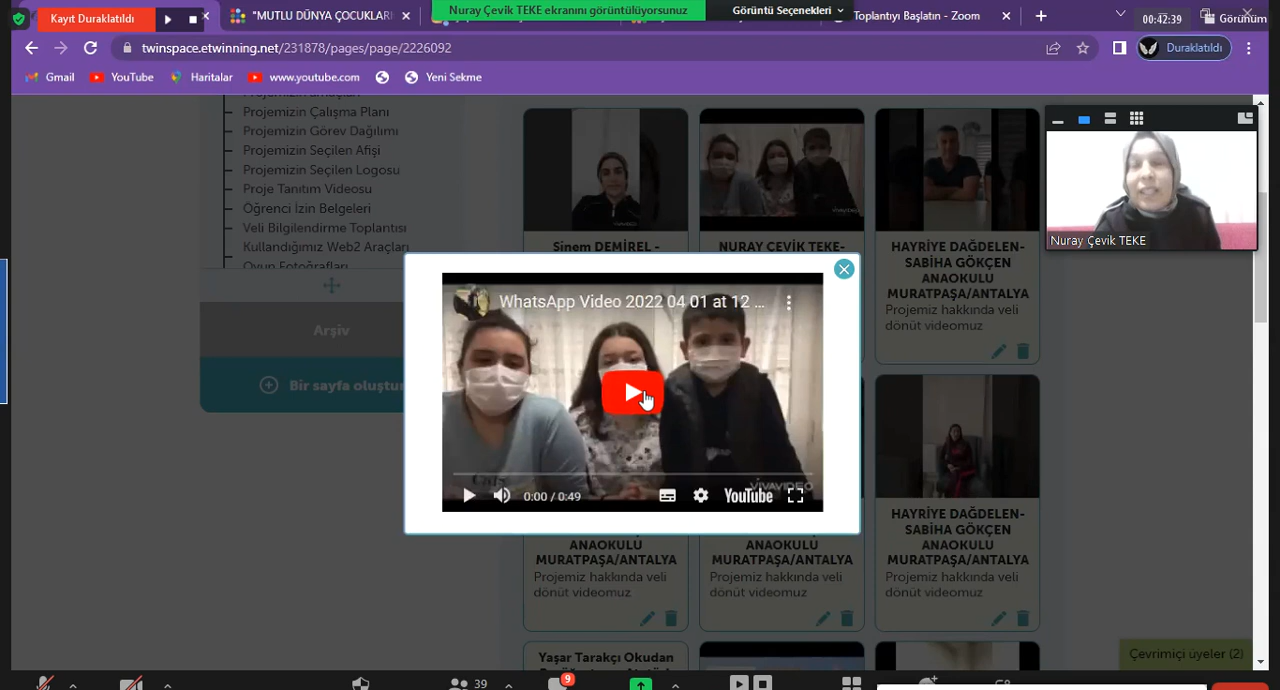 Kayıt Duraklatıldı
"MUTLU DÜNYA ÇOCUKLARI
Nuray Çevik TEKE ekranını görüntülüyorsunuz
Görüntü Seçenekleri
Toplantıyı Başlatın - Zoom
00:42:39
Görünüm
twinspace.etwinning.net/231878/pages/page/2226092
Duraklatıldı
Gmail
YouTube
Haritalar
www.youtube.com
Yeni Sekme
Projemizin Çalışma Planı
Projemizin Görev Dağılımı
Projemizin Seçilen Afişi
Projemizin Seçilen Logosu
Proje Tanıtım Videosu
Öğrenci İzin Belgeleri
Veli Bilgilendirme Toplantısı
Kullandığımız Web2 Araçları
Oyun Fotoğrafları
Arşiv
Bir sayfa oluştur
Sinem DEMİREL -
NURAY ÇEVİK TEKE-
HAYRİYE DAĞDELEN-
SABİHA GÖKÇEN
ANAOKULU
MURATPAŞA/ANTALYA
Projemiz hakkında veli
dönüt videomuz
Nuray Çevik TEKE
WhatsApp Video 2022 04 01 at 12 ...
0:00 / 0:49
YouTube
VIVAVIDEO
ANAOKULU
MURATPAŞA/ANTALYA
Projemiz hakkında veli
dönüt videomuz
ANAOKULU
MURATPAŞA/ANTALYA
Projemiz hakkında veli
dönüt videomuz
HAYRİYE DAĞDELEN-
SABİHA GÖKÇEN
ANAOKULU
MURATPAŞA/ANTALYA
Projemiz hakkında veli
dönüt videomuz
Yaşar Tarakçı Okudan
Çevrimiçi üyeler (2)
39
9